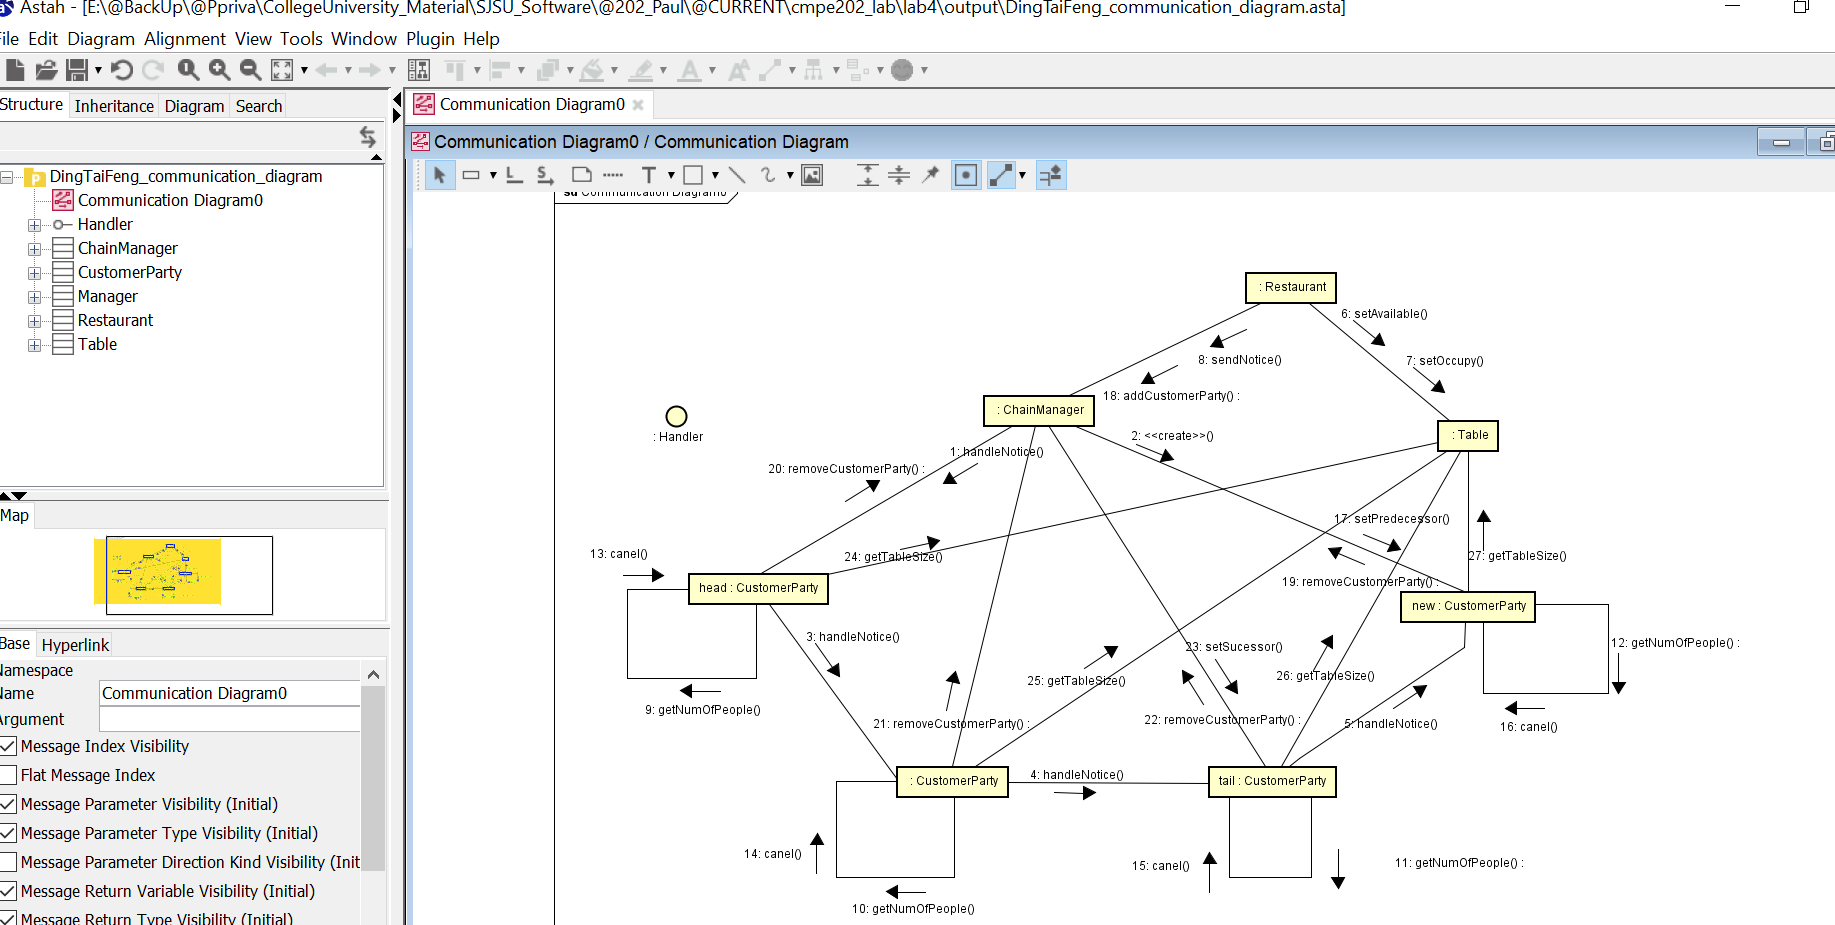 Astah - [E:\@BackUp\@Ppriva\CollegeUniversity_Material\SJSU_Software\@202_Paul\@CURRENT\cmpe202_lab\lab4\output\DingTaiFeng_communication_diagram.asta]
File Edit Diagram Alignment View Tools Window Plugin Help
Structure Inheritance Diagram Search
Communication Diagram0
Communication Diagram0 / Communication Diagram
DingTaiFeng_communication_diagram
Communication Diagram0
Handler
ChainManager
CustomerParty
Manager
Restaurant
Table
Map
Base Hyperlink
Namespace
Name Communication Diagram0
Argument
Message Index Visibility
Flat Message Index
Message Parameter Visibility (Initial)
Message Parameter Type Visibility (Initial)
Message Parameter Direction Kind Visibility (Init
Message Return Variable Visibility (Initial)
Message Return Type Visibility (Initial)
sd Communication Diagram0
: Restaurant
6: setAvailable()
8: sendNotice()
7: setOccupy()
18: addCustomerParty() :
: ChainManager
: Handler
2: <<create>>()
: Table
1: handleNotice()
20: removeCustomerParty() :
17: setPredecessor()
13: canel()
24: getTableSize()
27: getTableSize()
19: removeCustomerParty() :
head : CustomerParty
new : CustomerParty
3: handleNotice()
23: setSucessor()
12: getNumOfPeople() :
25: getTableSize()
26: getTableSize()
9: getNumOfPeople()
21: removeCustomerParty() :
22: removeCustomerParty() :
5: handleNotice()
16: canel()
: CustomerParty
4: handleNotice()
tail : CustomerParty
14: canel()
15: canel()
11: getNumOfPeople() :
10: getNumOfPeople()